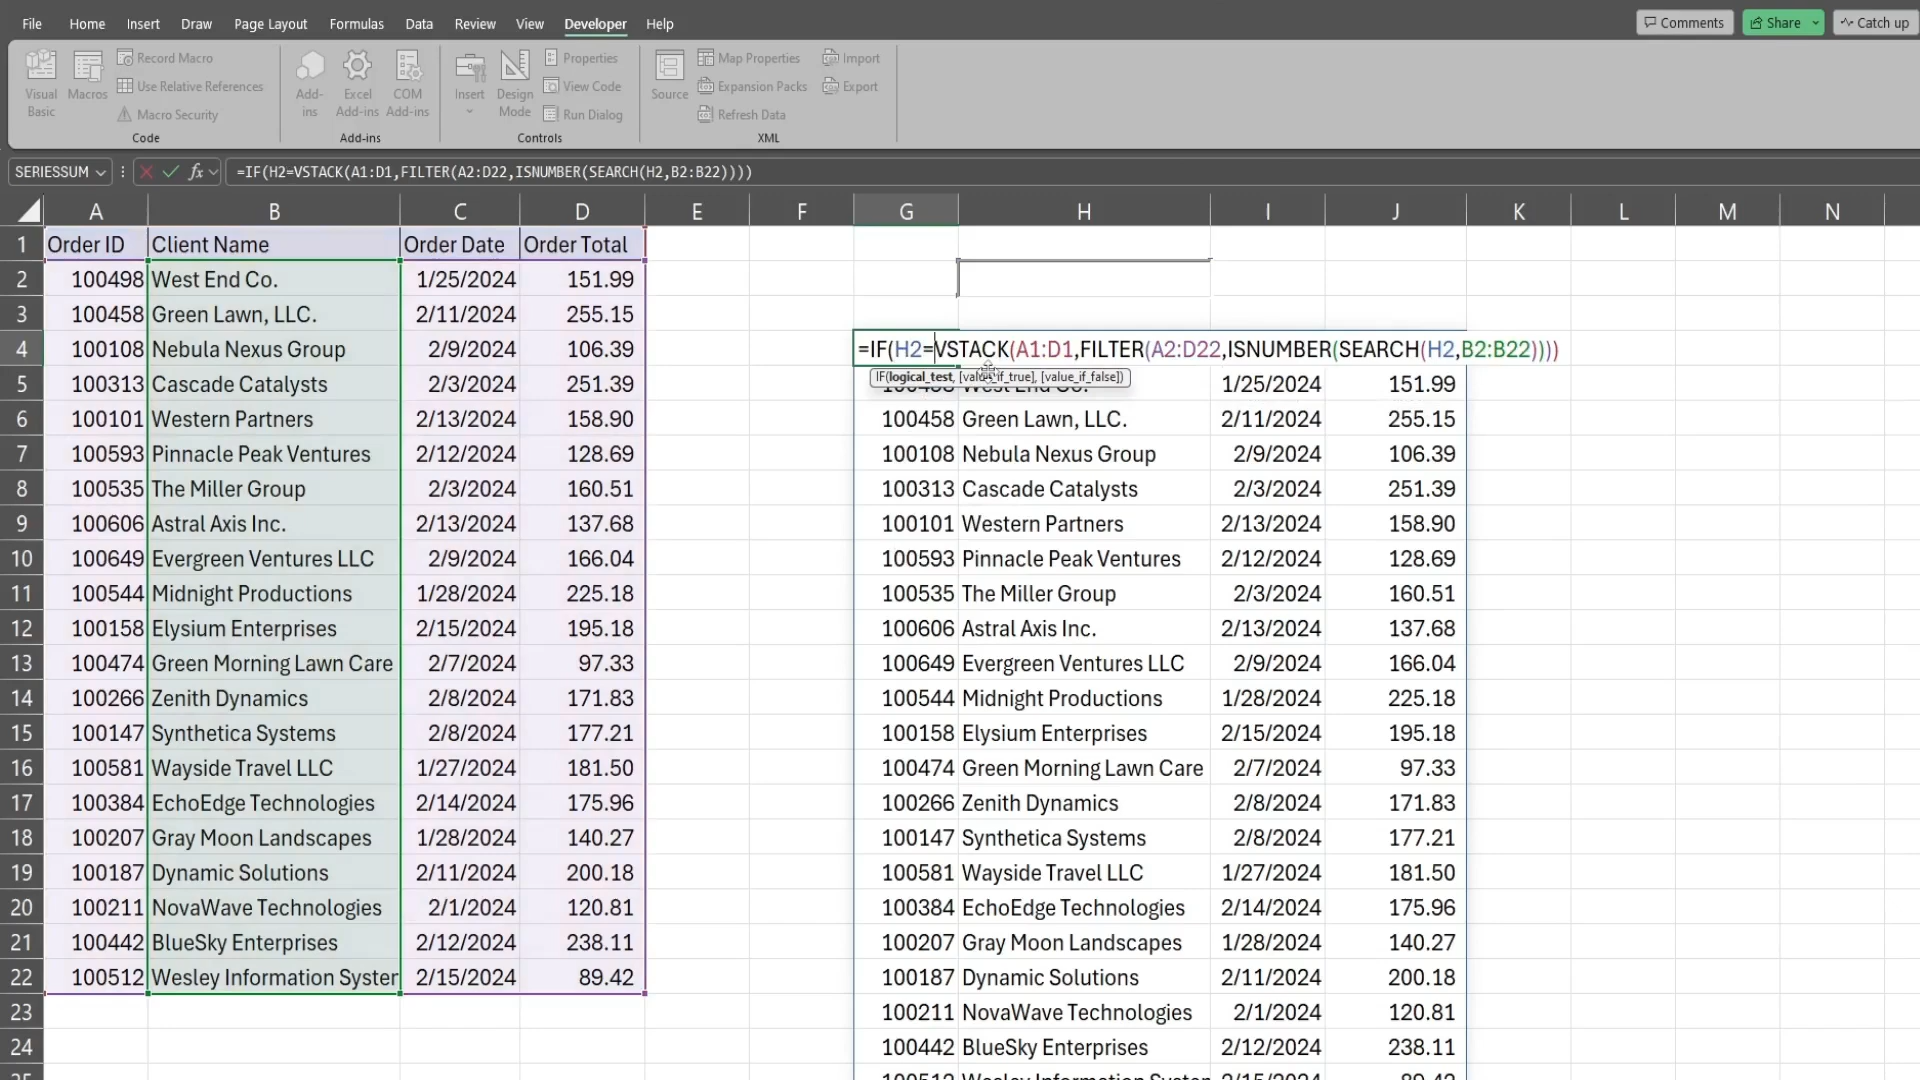 File Home Insert Draw Page Layout Formulas Data Review View Developer Help Comments Share Catch up
Visual Basic
Macros
Record Macro
Use Relative References
Macro Security
Code
Add-ins
Excel Add-ins
COM Add-ins
Add-ins
Insert
Design Mode
Properties
View Code
Run Dialog
Controls
Source
Map Properties
Expansion Packs
Refresh Data
Import
Export
XML
SERIESSUM fx =IF(H2=VSTACK(A1:D1,FILTER(A2:D22,ISNUMBER(SEARCH(H2,B2:B22))))
A B C D E F G H I J K L M N
1 Order ID Client Name Order Date Order Total
2 100498 West End Co. 1/25/2024 151.99
3 100458 Green Lawn, LLC. 2/11/2024 255.15
4 100108 Nebula Nexus Group 2/9/2024 106.39 =IF(H2=VSTACK(A1:D1,FILTER(A2:D22,ISNUMBER(SEARCH(H2,B2:B22))))
IF(logical_test, [value_if_true], [value_if_false])
5 100313 Cascade Catalysts 2/3/2024 251.39 1/25/2024 151.99
6 100101 Western Partners 2/13/2024 158.90 100458 Green Lawn, LLC. 2/11/2024 255.15
7 100593 Pinnacle Peak Ventures 2/12/2024 128.69 100108 Nebula Nexus Group 2/9/2024 106.39
8 100535 The Miller Group 2/3/2024 160.51 100313 Cascade Catalysts 2/3/2024 251.39
9 100606 Astral Axis Inc. 2/13/2024 137.68 100101 Western Partners 2/13/2024 158.90
10 100649 Evergreen Ventures LLC 2/9/2024 166.04 100593 Pinnacle Peak Ventures 2/12/2024 128.69
11 100544 Midnight Productions 1/28/2024 225.18 100535 The Miller Group 2/3/2024 160.51
12 100158 Elysium Enterprises 2/15/2024 195.18 100606 Astral Axis Inc. 2/13/2024 137.68
13 100474 Green Morning Lawn Care 2/7/2024 97.33 100649 Evergreen Ventures LLC 2/9/2024 166.04
14 100266 Zenith Dynamics 2/8/2024 171.83 100544 Midnight Productions 1/28/2024 225.18
15 100147 Synthetica Systems 2/8/2024 177.21 100158 Elysium Enterprises 2/15/2024 195.18
16 100581 Wayside Travel LLC 1/27/2024 181.50 100474 Green Morning Lawn Care 2/7/2024 97.33
17 100384 EchoEdge Technologies 2/14/2024 175.96 100266 Zenith Dynamics 2/8/2024 171.83
18 100207 Gray Moon Landscapes 1/28/2024 140.27 100147 Synthetica Systems 2/8/2024 177.21
19 100187 Dynamic Solutions 2/11/2024 200.18 100581 Wayside Travel LLC 1/27/2024 181.50
20 100211 NovaWave Technologies 2/1/2024 120.81 100384 EchoEdge Technologies 2/14/2024 175.96
21 100442 BlueSky Enterprises 2/12/2024 238.11 100207 Gray Moon Landscapes 1/28/2024 140.27
22 100512 Wesley Information Syster 2/15/2024 89.42 100187 Dynamic Solutions 2/11/2024 200.18
23 100211 NovaWave Technologies 2/1/2024 120.81
24 100442 BlueSky Enterprises 2/12/2024 238.11